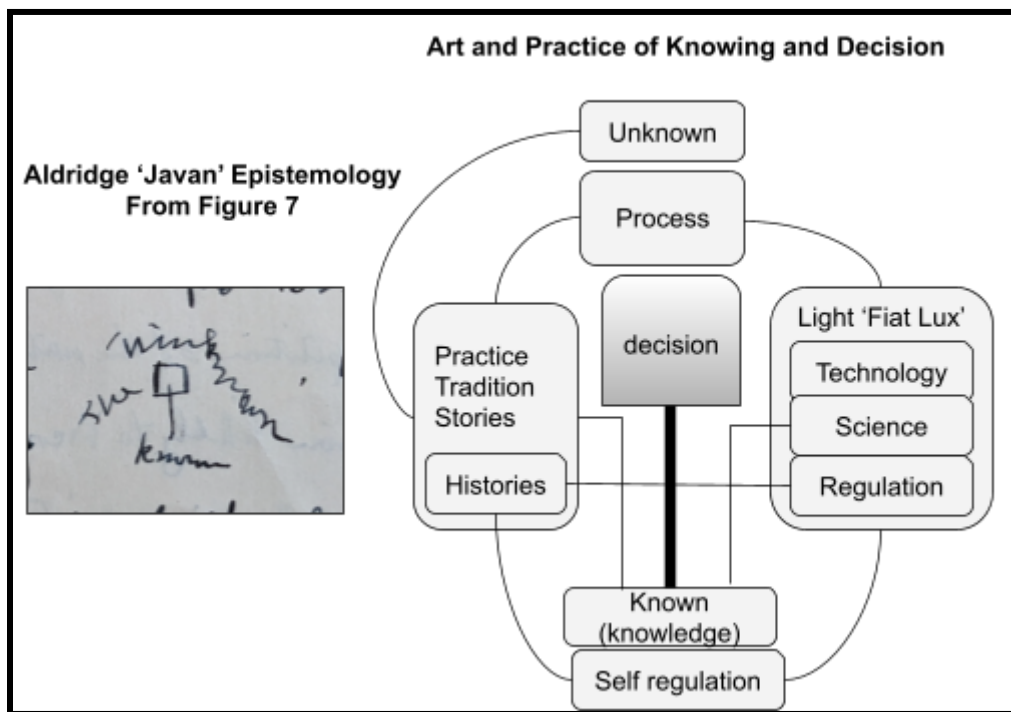 Art and Practice of Knowing and Decision
Aldridge ‘Javan’ Epistemology
From Figure 7
known
Unknown
Process
decision
Practice
Tradition
Stories
Histories
Light ‘Fiat Lux’
Technology
Science
Regulation
Known
(knowledge)
Self regulation